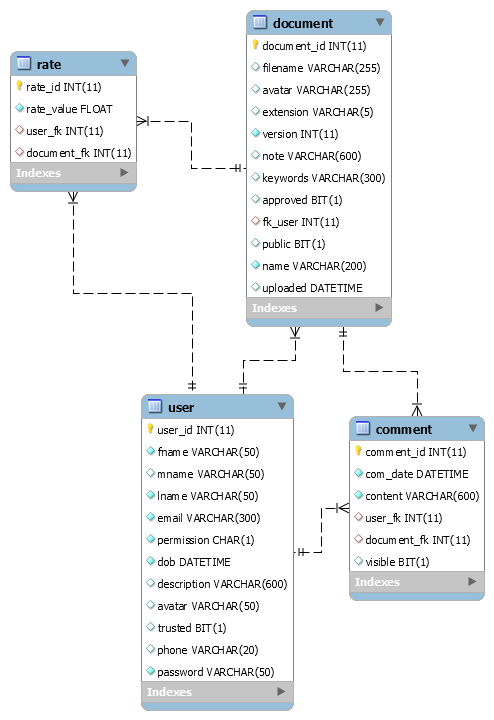 rate
rate_id INT(11)
rate_value FLOAT
user_fk INT(11)
document_fk INT(11)
Indexes
document
document_id INT(11)
filename VARCHAR(255)
avatar VARCHAR(255)
extension VARCHAR(5)
version INT(11)
note VARCHAR(600)
keywords VARCHAR(300)
approved BIT(1)
fk_user INT(11)
public BIT(1)
name VARCHAR(200)
uploaded DATETIME
Indexes
user
user_id INT(11)
fname VARCHAR(50)
mname VARCHAR(50)
lname VARCHAR(50)
email VARCHAR(300)
permission CHAR(1)
dob DATETIME
description VARCHAR(600)
avatar VARCHAR(50)
trusted BIT(1)
phone VARCHAR(20)
password VARCHAR(50)
Indexes
comment
comment_id INT(11)
com_date DATETIME
content VARCHAR(600)
user_fk INT(11)
document_fk INT(11)
visible BIT(1)
Indexes